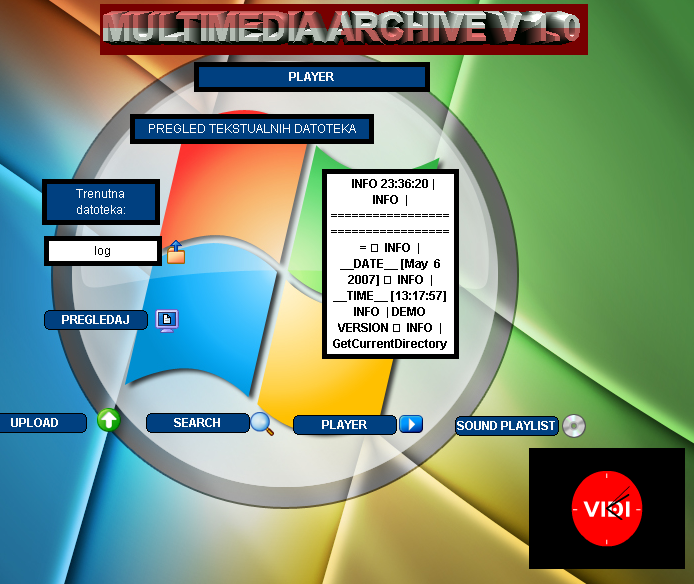 MULTIMEDIA ARCHIVE V 1.0
PLAYER
PREGLED TEKSTUALNIH DATOTEKA
Trenutna
datoteka:
log
PREGLEDAJ
INFO 23:36:20 |
INFO |
=================
=================
= □ INFO |
__DATE__ [May 6
2007] □ INFO |
__TIME__ [13:17:57]
INFO | DEMO
VERSION □ INFO |
GetCurrentDirectory
UPLOAD
SEARCH
PLAYER
SOUND PLAYLIST
VIDI